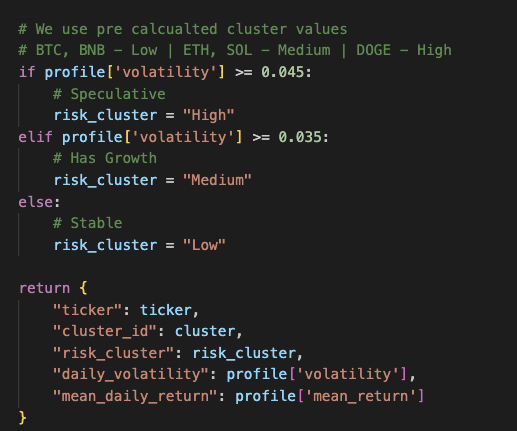 # We use pre calcualted cluster values
# BTC, BNB – Low | ETH, SOL – Medium | DOGE – High
if profile['volatility'] >= 0.045:
    # Speculative
    risk_cluster = "High"
elif profile['volatility'] >= 0.035:
    # Has Growth
    risk_cluster = "Medium"
else:
    # Stable
    risk_cluster = "Low"

return {
    "ticker": ticker,
    "cluster_id": cluster,
    "risk_cluster": risk_cluster,
    "daily_volatility": profile['volatility'],
    "mean_daily_return": profile['mean_return']
}